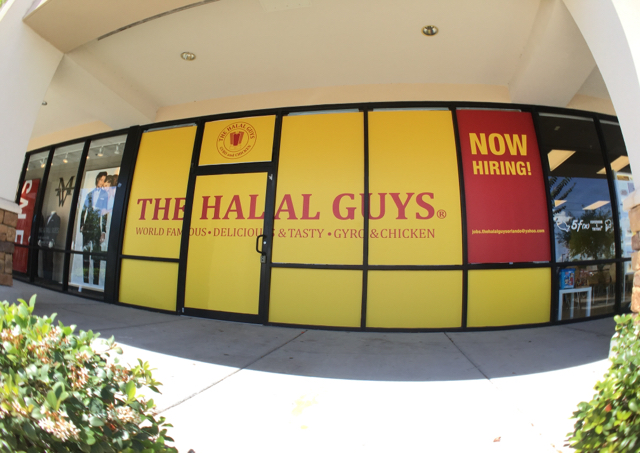 THE HALAL GUYS
THE HALAL GUYS®
WORLD FAMOUS • DELICIOUS & TASTY • GYRO & CHICKEN
NOW
HIRING!